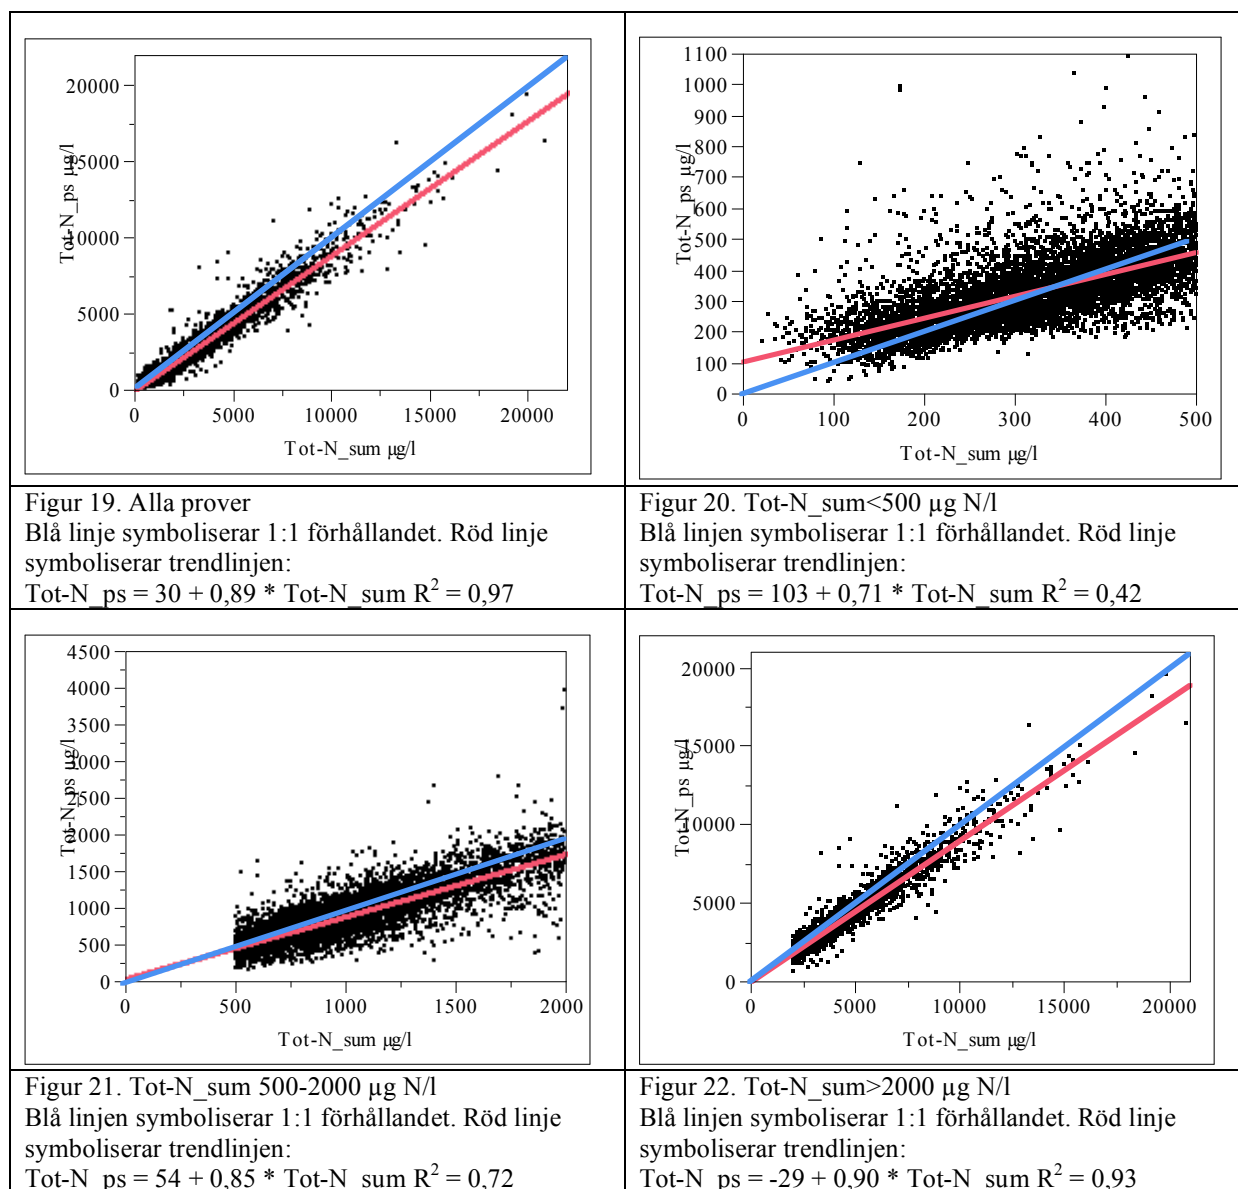 20000
15000
10000
5000
0
Tot-N_ps µg/l
0 5000 10000 15000 20000
Tot-N_sum µg/l
Figur 19. Alla prover
Blå linje symboliserar 1:1 förhållandet. Röd linje
symboliserar trendlinjen:
Tot-N_ps = 30 + 0,89 * Tot-N_sum R² = 0,97
1100
1000
900
800
700
600
500
400
300
200
100
0
Tot-N_ps µg/l
0 100 200 300 400 500
Tot-N_sum µg/l
Figur 20. Tot-N_sum<500 µg N/l
Blå linjen symboliserar 1:1 förhållandet. Röd linje
symboliserar trendlinjen:
Tot-N_ps = 103 + 0,71 * Tot-N_sum R² = 0,42
4500
4000
3500
3000
2500
2000
1500
1000
500
0
Tot-N_ps µg/l
0 500 1000 1500 2000
Tot-N_sum µg/l
Figur 21. Tot-N_sum 500-2000 µg N/l
Blå linjen symboliserar 1:1 förhållandet. Röd linje
symboliserar trendlinjen:
Tot-N_ps = 54 + 0,85 * Tot-N_sum R² = 0,72
20000
15000
10000
5000
0
Tot-N_ps µg/l
0 5000 10000 15000 20000
Tot-N_sum µg/l
Figur 22. Tot-N_sum>2000 µg N/l
Blå linjen symboliserar 1:1 förhållandet. Röd linje
symboliserar trendlinjen:
Tot-N_ps = -29 + 0,90 * Tot-N_sum R² = 0,93